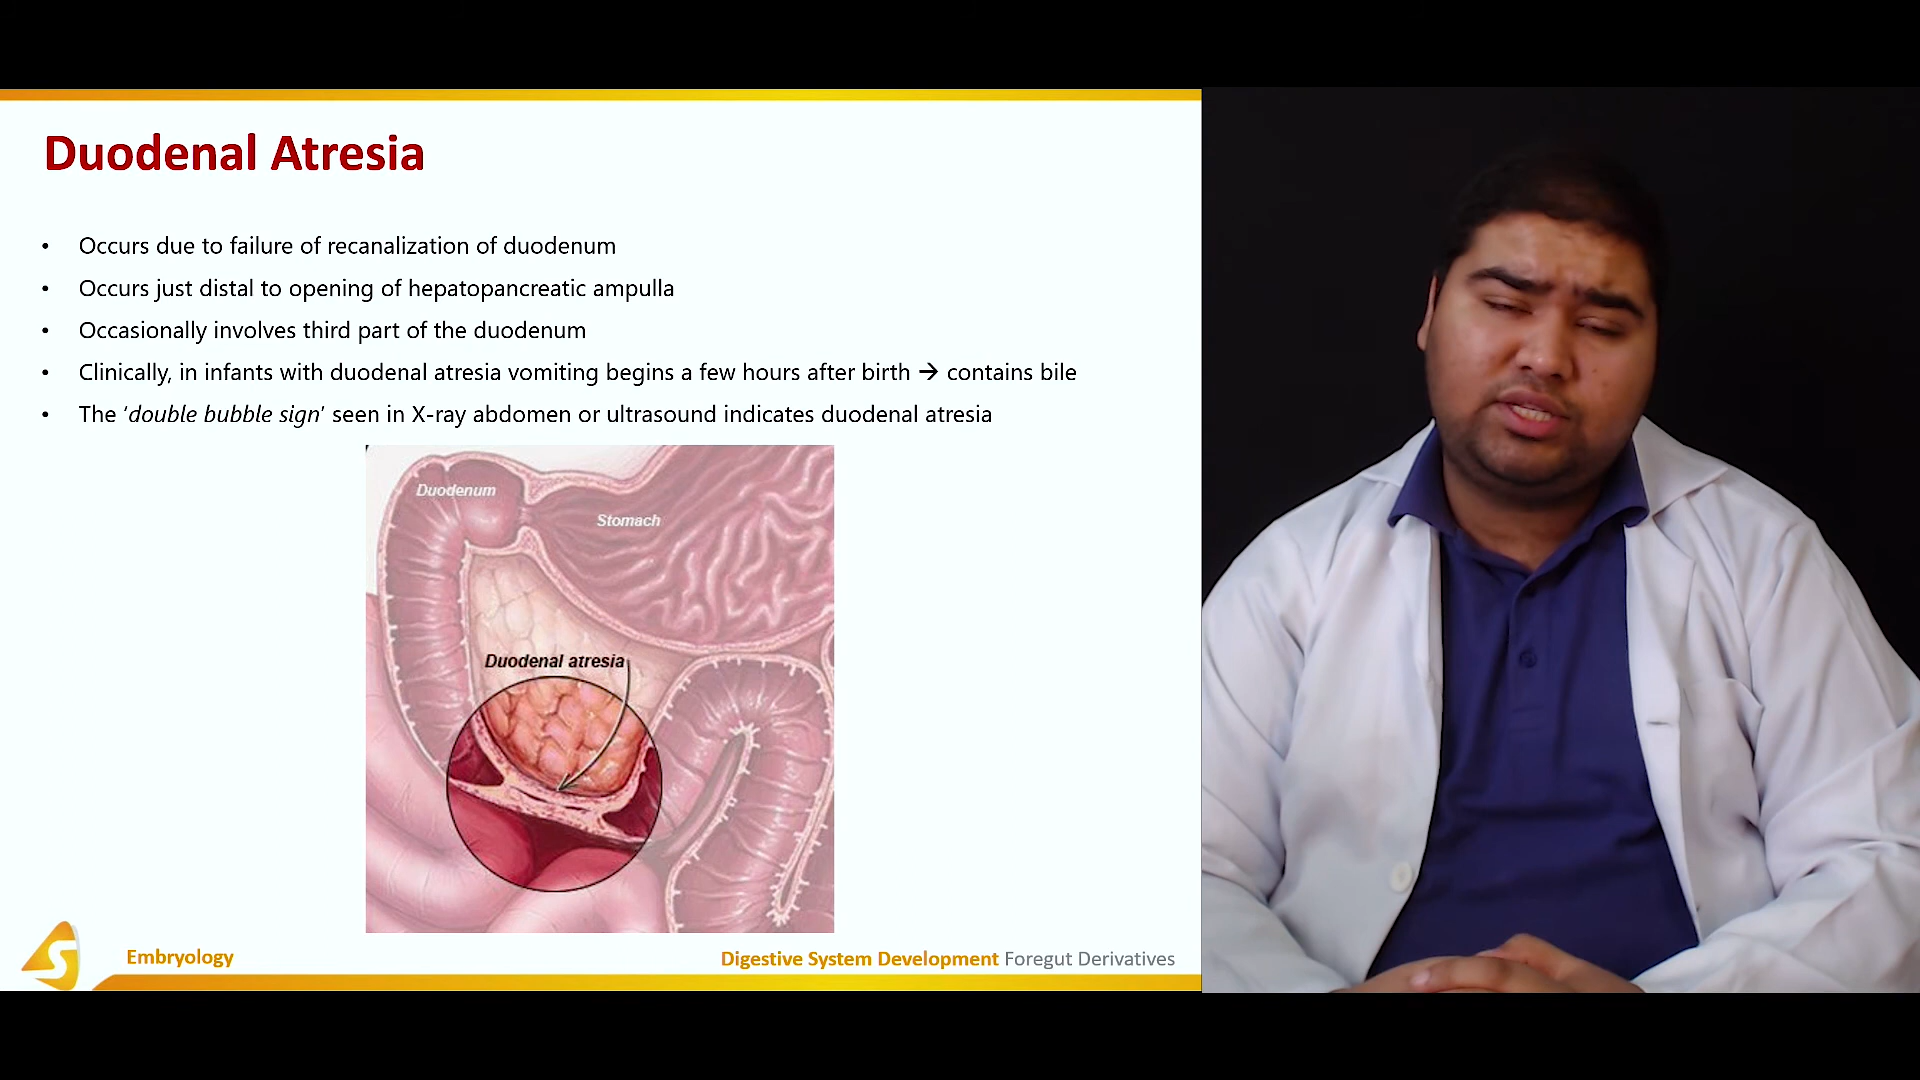 Duodenal Atresia
• Occurs due to failure of recanalization of duodenum
• Occurs just distal to opening of hepatopancreatic ampulla
• Occasionally involves third part of the duodenum
• Clinically, in infants with duodenal atresia vomiting begins a few hours after birth → contains bile
• The 'double bubble sign' seen in X-ray abdomen or ultrasound indicates duodenal atresia
Duodenum
Stomach
Duodenal atresia
S
Embryology
Digestive System Development Foregut Derivatives